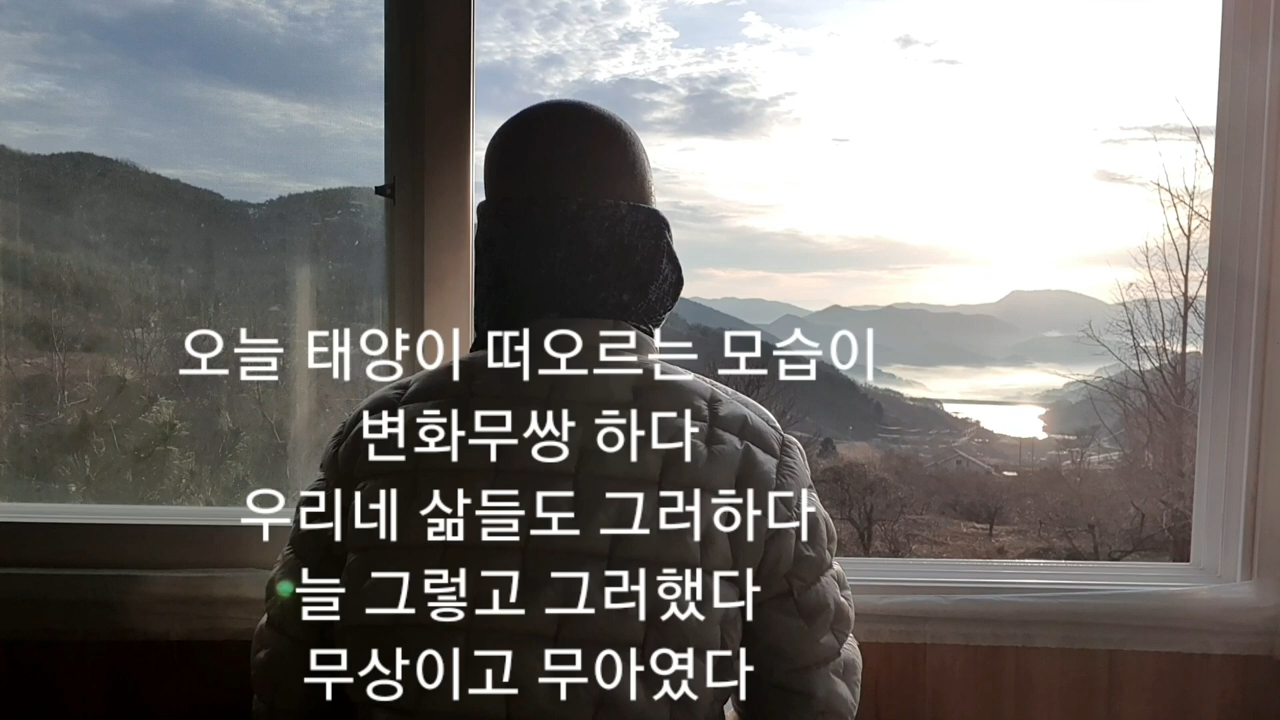 오늘 태양이 떠오르는 모습이
변화무쌍 하다
우리네 삶들도 그러하다
늘 그렇고 그러했다
무상이고 무아였다